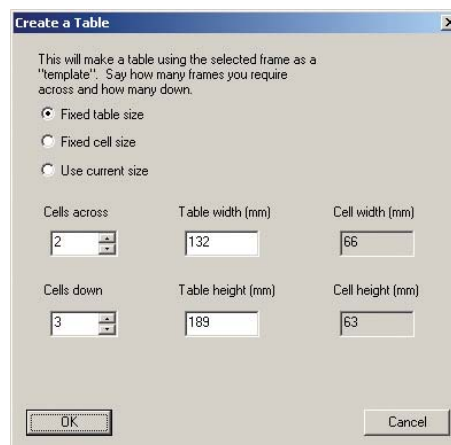 Create a Table
This will make a table using the selected frame as a
"template". Say how many frames you require
across and how many down.
Fixed table size
Fixed cell size
Use current size
Cells across Table width (mm) Cell width (mm)
2 132 66
Cells down Table height (mm) Cell height (mm)
3 189 63
OK Cancel